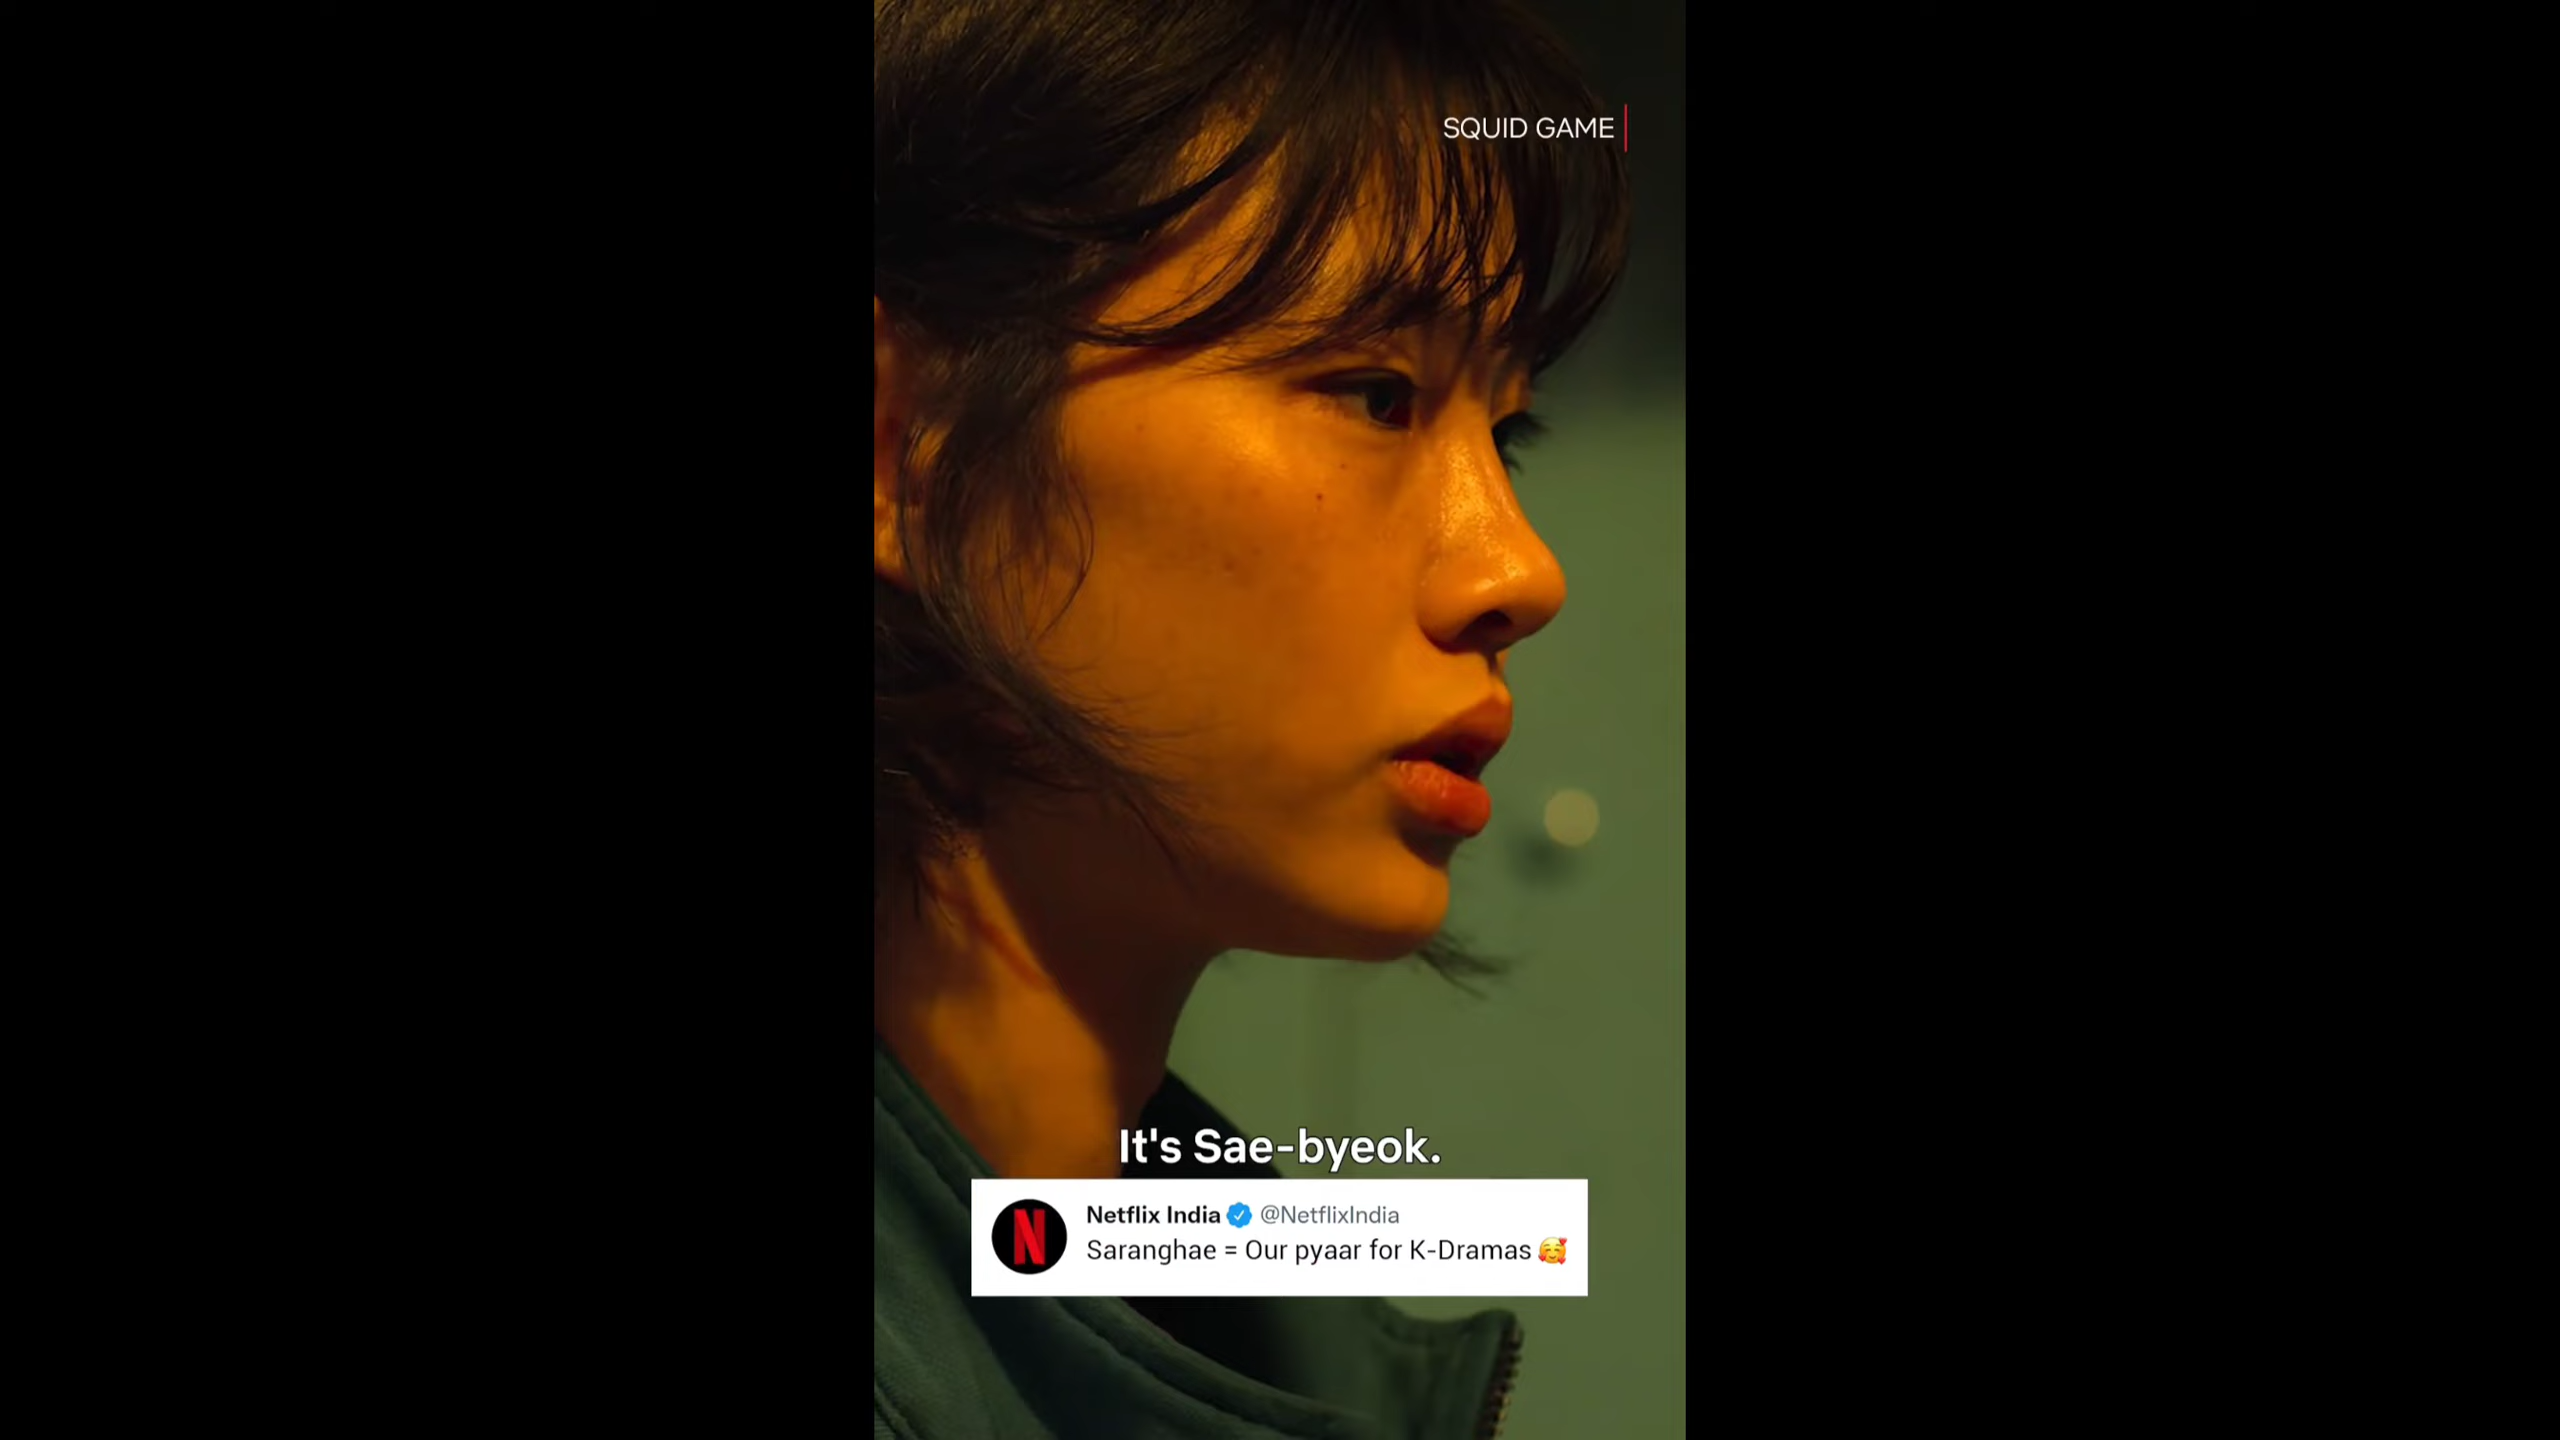 SQUID GAME
It's Sae-byeok.
Netflix India @NetflixIndia
Saranghae = Our pyaar for K-Dramas 🥰